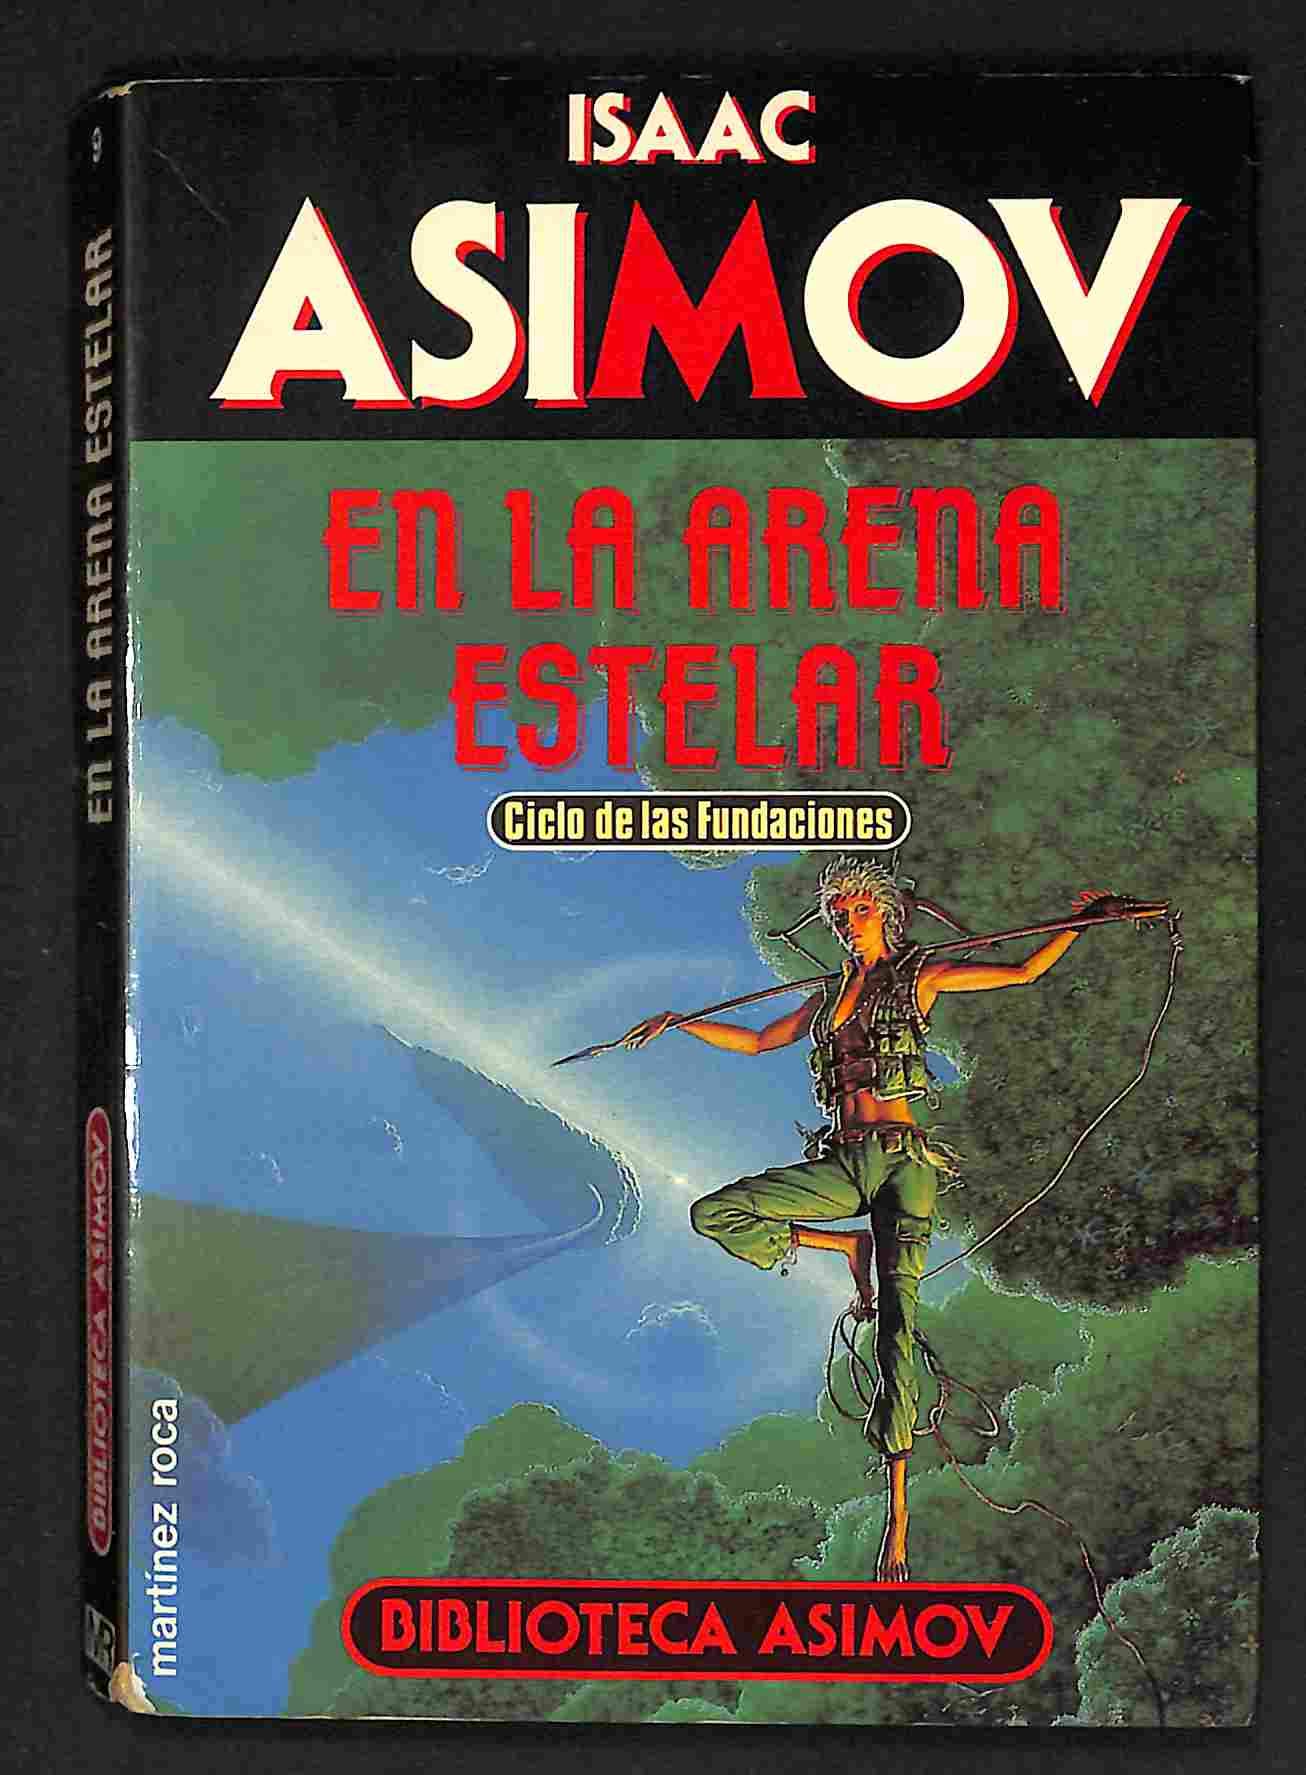 ISAAC
ASIMOV
EN LA ARENA
ESTELAR
Ciclo de las Fundaciones
martínez roca
BIBLIOTECA ASIMOV
9
EN LA ARENA ESTELAR
BIBLIOTECA ASIMOV